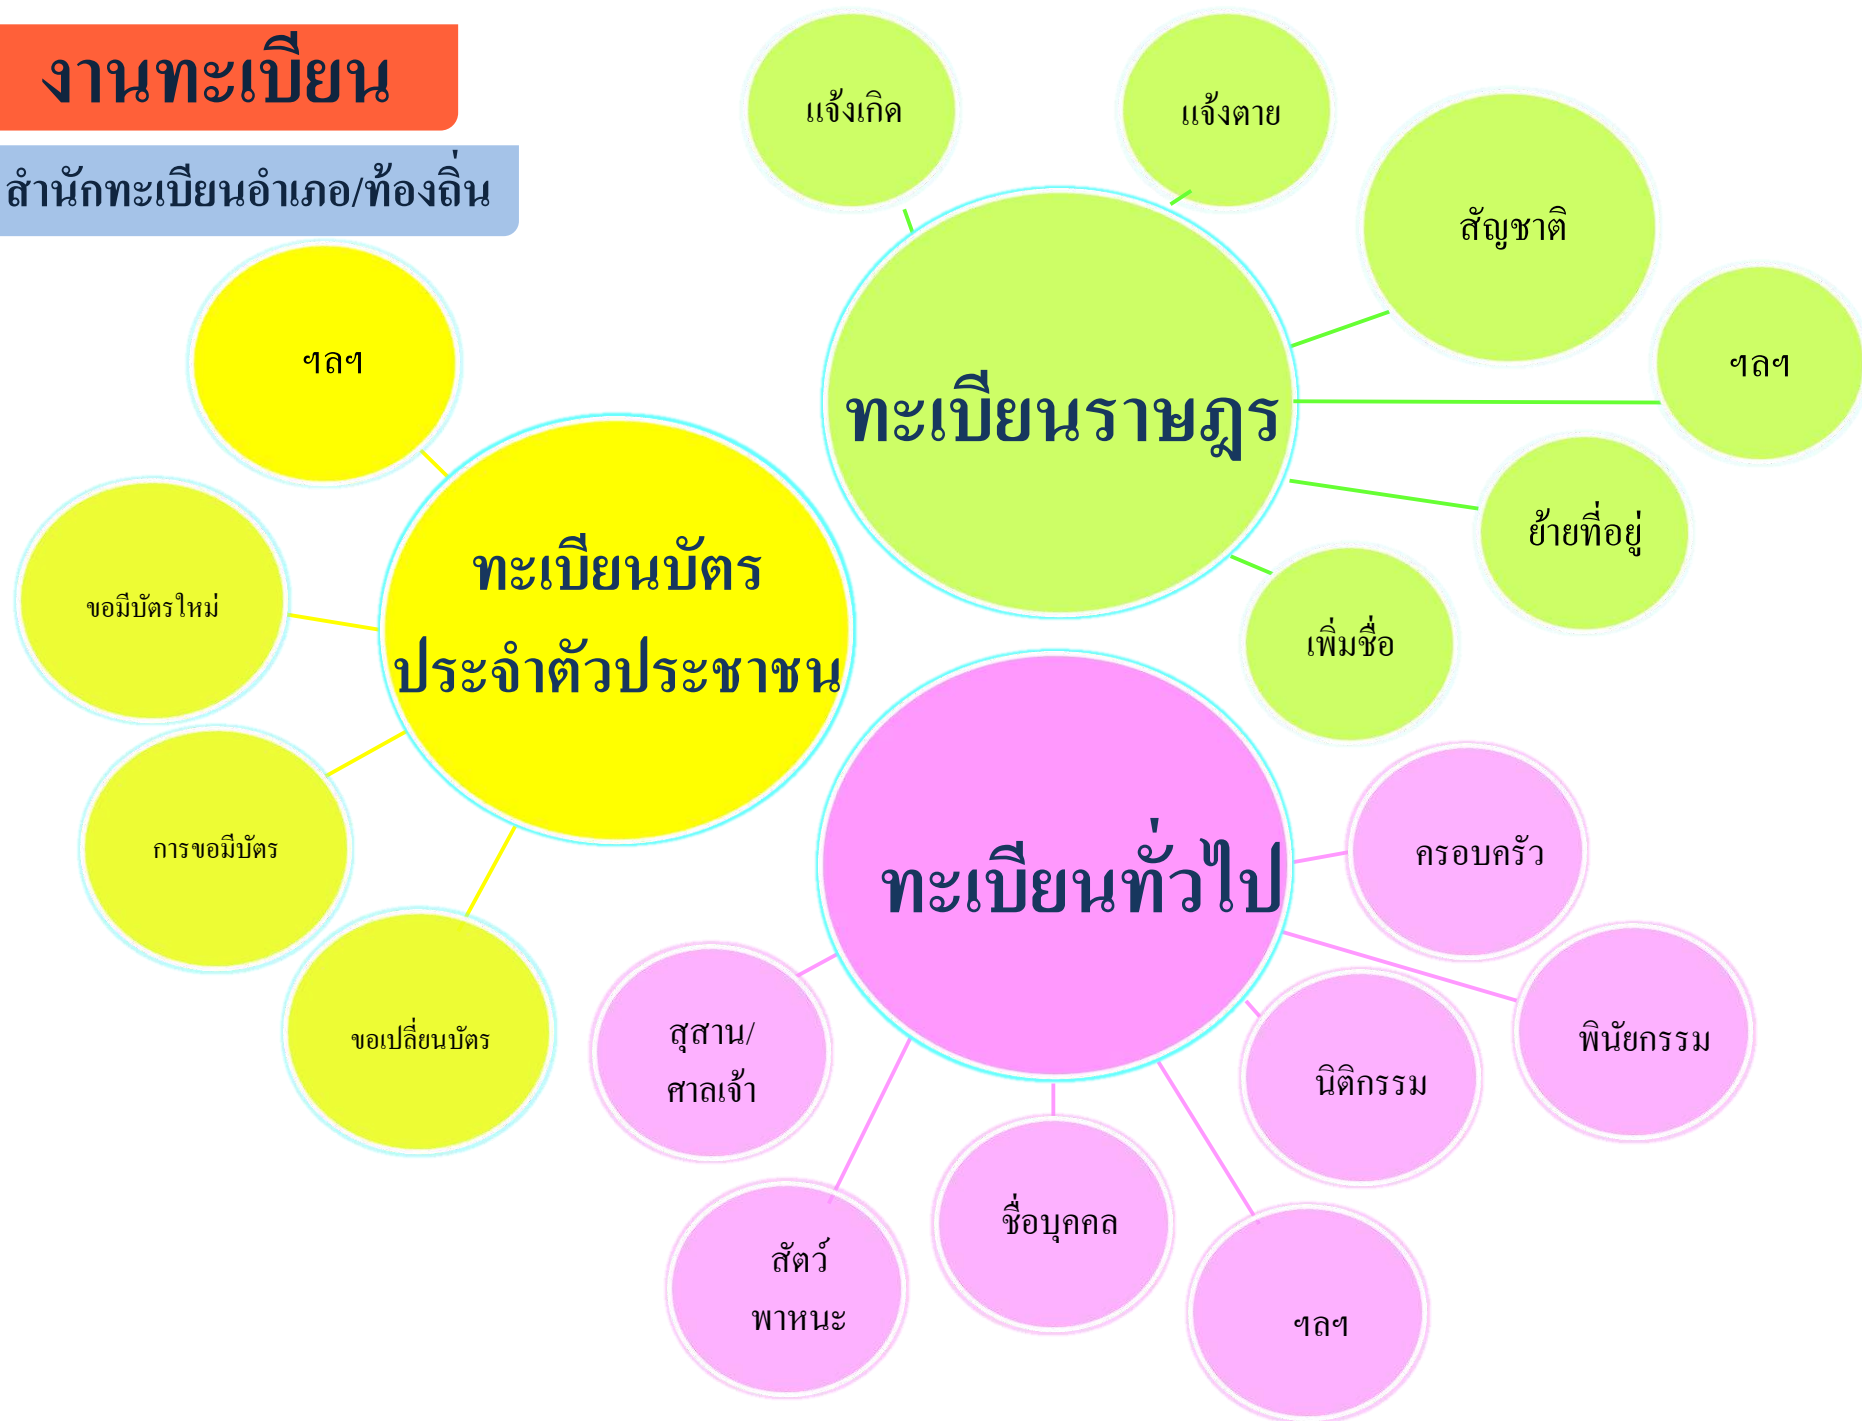 งานทะเบียน
สำนักทะเบียนอำเภอ/ท้องถิ่น
แจ้งเกิด
แจ้งตาย
สัญชาติ
ฯลฯ
ย้ายที่อยู่
เพิ่มชื่อ
ทะเบียนราษฎร
ฯลฯ
ขอมีบัตรใหม่
การขอมีบัตร
ขอเปลี่ยนบัตร
ทะเบียนบัตร
ประจำตัวประชาชน
ทะเบียนทั่วไป
ครอบครัว
พินัยกรรม
นิติกรรม
ฯลฯ
ชื่อบุคคล
สัตว์
พาหนะ
สุสาน/
ศาลเจ้า